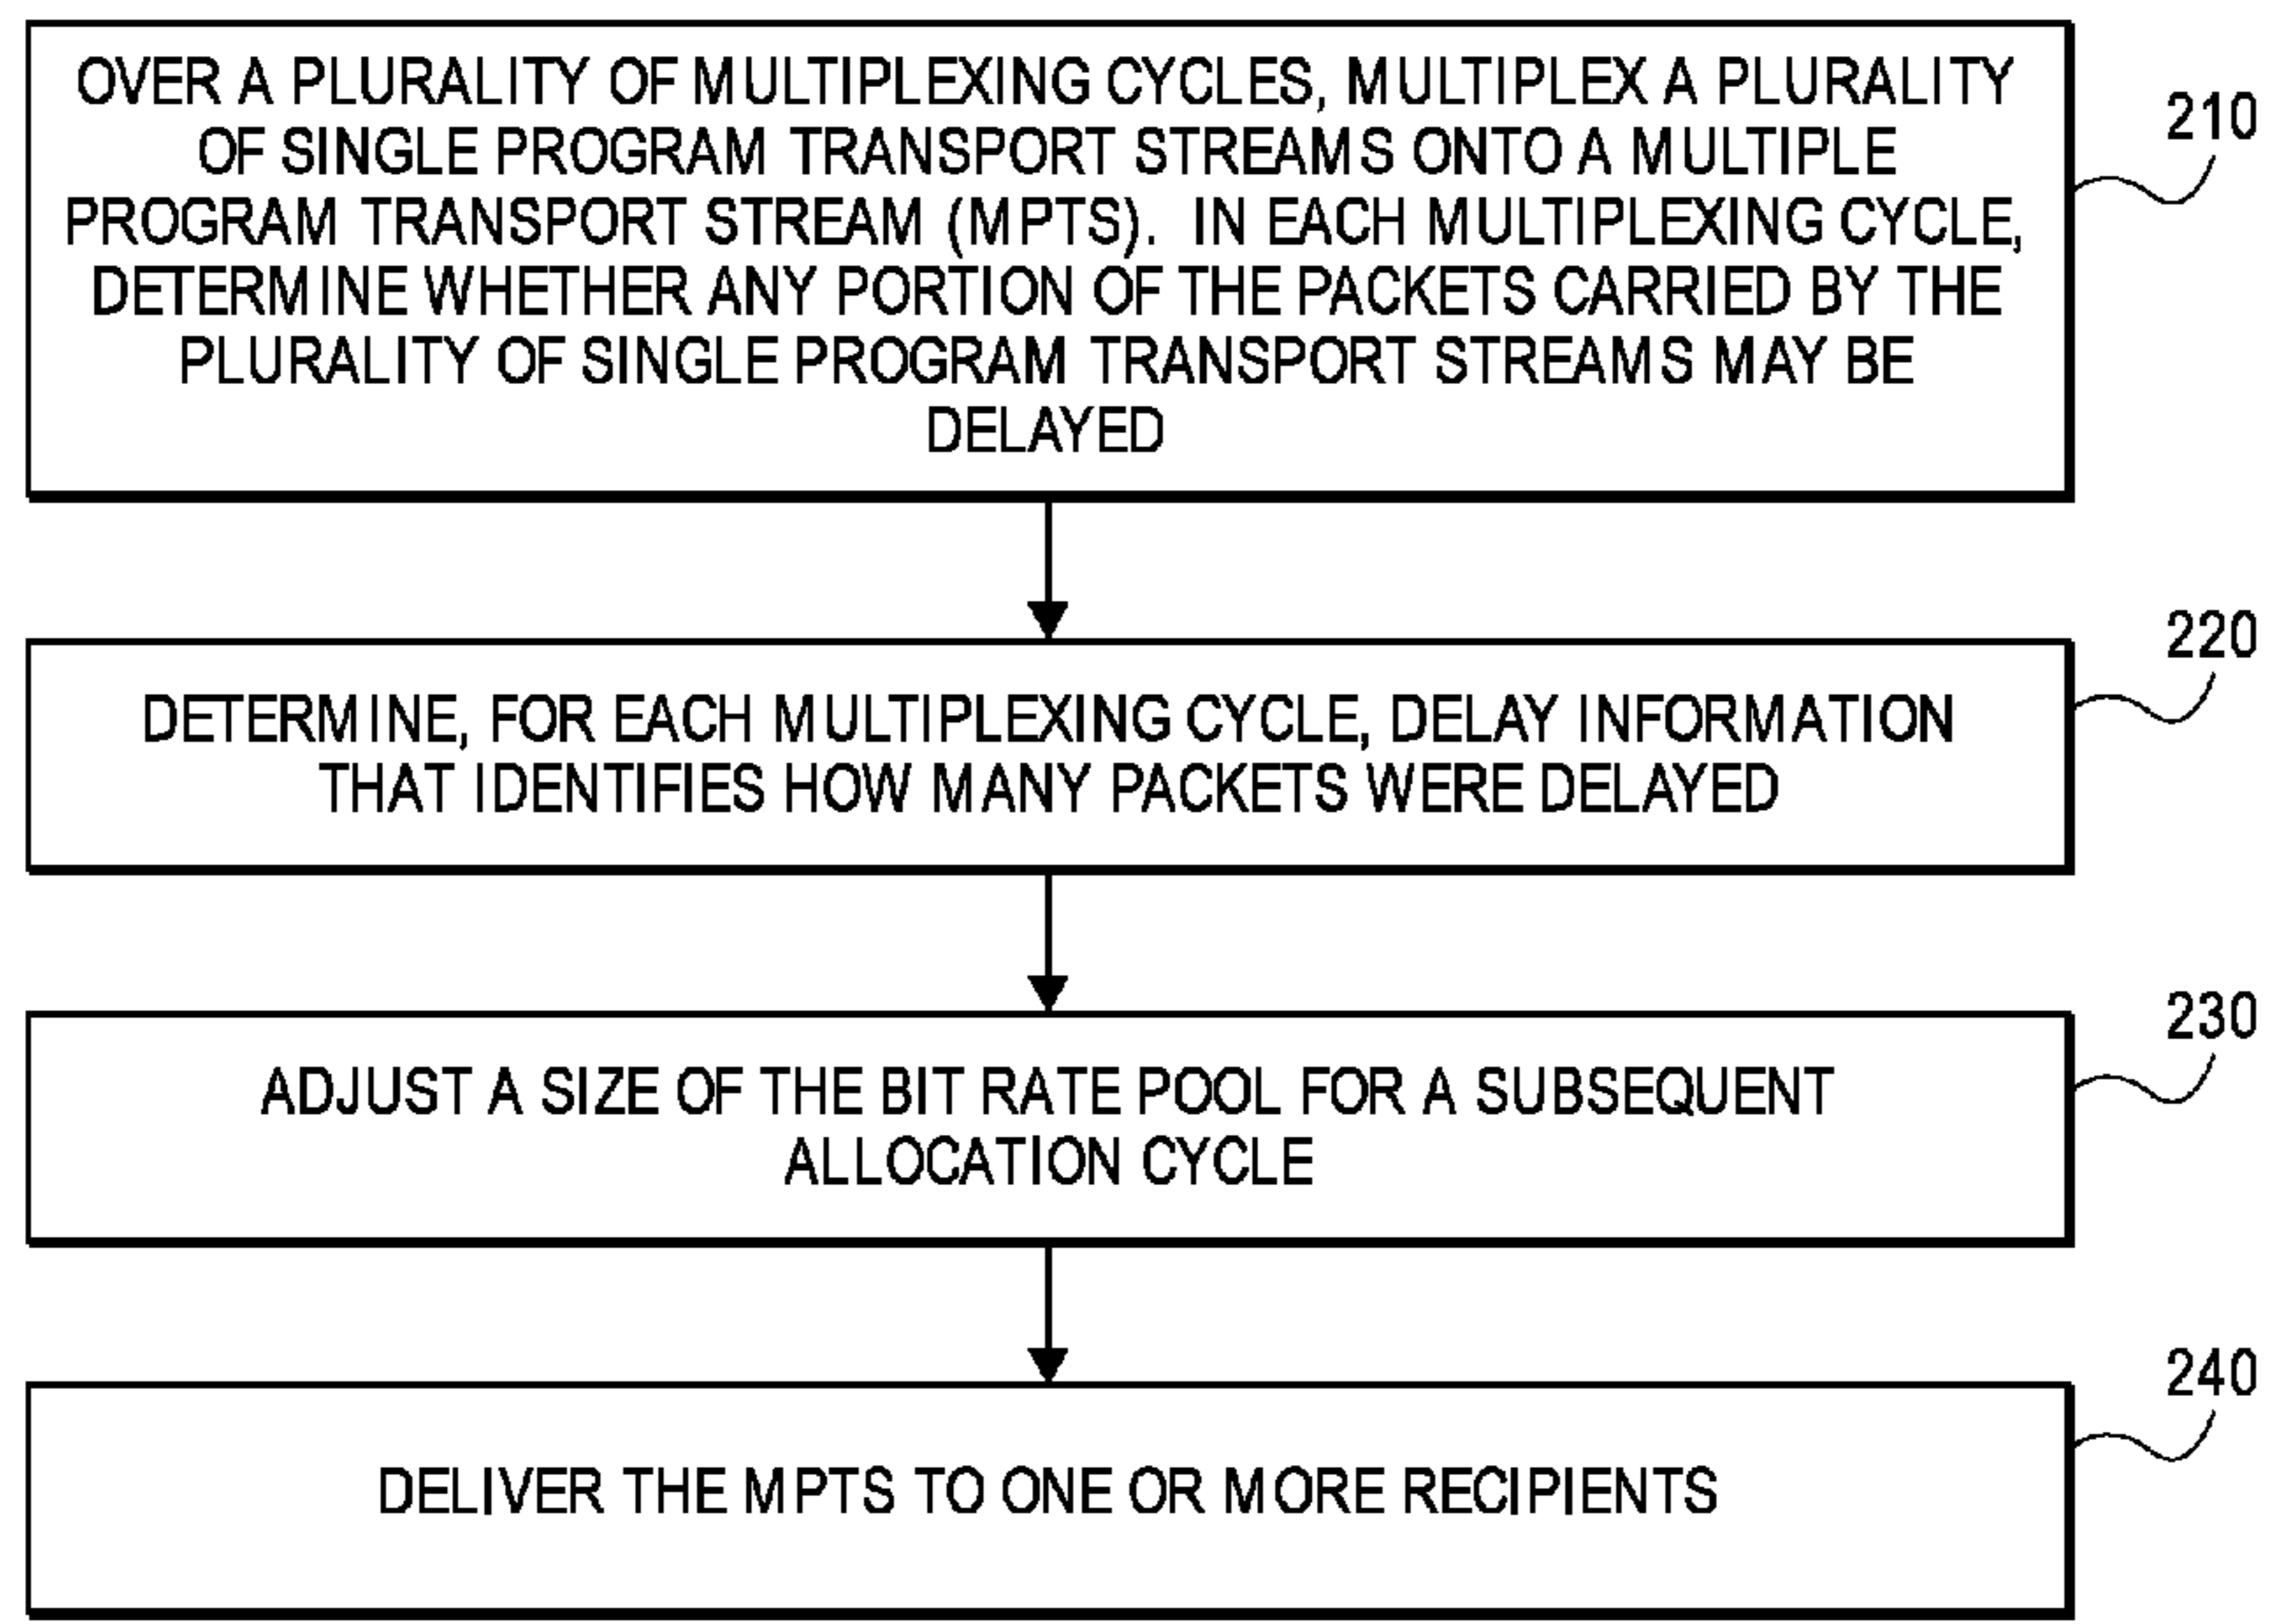 OVER A PLURALITY OF MULTIPLEXING CYCLES, MULTIPLEX A PLURALITY
OF SINGLE PROGRAM TRANSPORT STREAMS ONTO A MULTIPLE
PROGRAM TRANSPORT STREAM (MPTS). IN EACH MULTIPLEXING CYCLE,
DETERMINE WHETHER ANY PORTION OF THE PACKETS CARRIED BY THE
PLURALITY OF SINGLE PROGRAM TRANSPORT STREAMS MAY BE
DELAYED
210
DETERMINE, FOR EACH MULTIPLEXING CYCLE, DELAY INFORMATION
THAT IDENTIFIES HOW MANY PACKETS WERE DELAYED
220
ADJUST A SIZE OF THE BIT RATE POOL FOR A SUBSEQUENT
ALLOCATION CYCLE
230
DELIVER THE MPTS TO ONE OR MORE RECIPIENTS
240